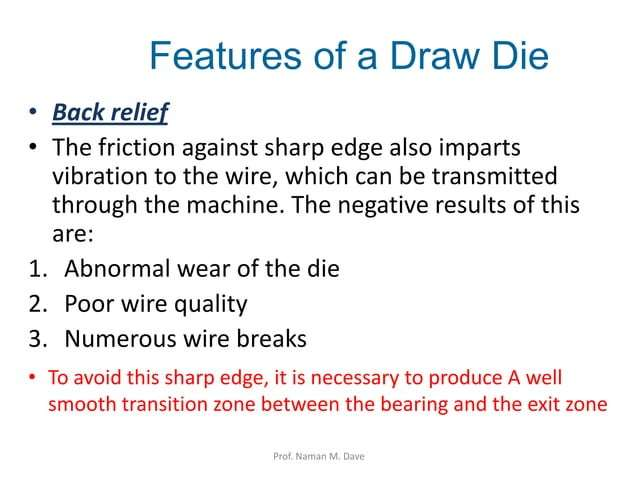 Features of a Draw Die
• Back relief
• The friction against sharp edge also imparts
vibration to the wire, which can be transmitted
through the machine. The negative results of this
are:
1. Abnormal wear of the die
2. Poor wire quality
3. Numerous wire breaks
• To avoid this sharp edge, it is necessary to produce A well
smooth transition zone between the bearing and the exit zone
Prof. Naman M. Dave